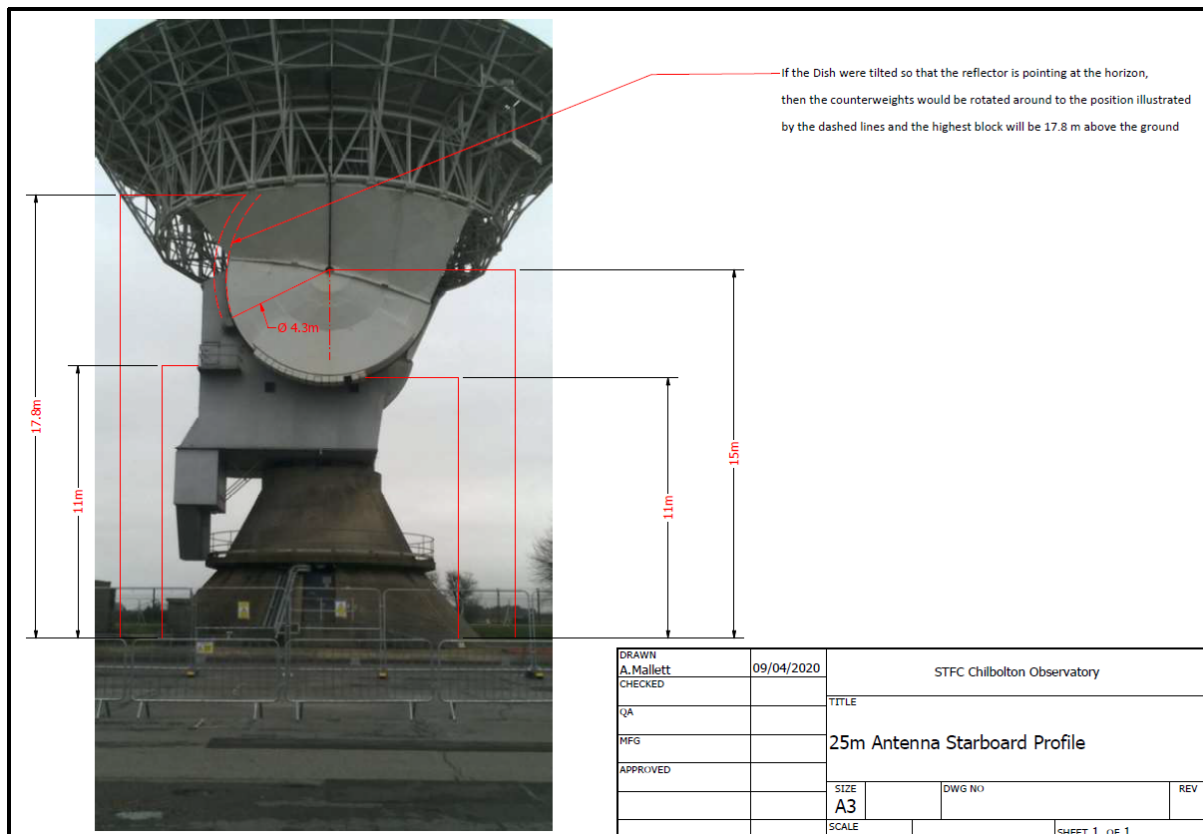 If the Dish were tilted so that the reflector is pointing at the horizon,
then the counterweights would be rotated around to the position illustrated
by the dashed lines and the highest block will be 17.8 m above the ground
Ø 4.3m
17.8m
11m
11m
15m
DRAWN
A.Mallett
09/04/2020
CHECKED
QA
MFG
APPROVED
STFC Chilbolton Observatory
TITLE
25m Antenna Starboard Profile
SIZE
A3
DWG NO
REV
SCALE
SHEET 1 OF 1